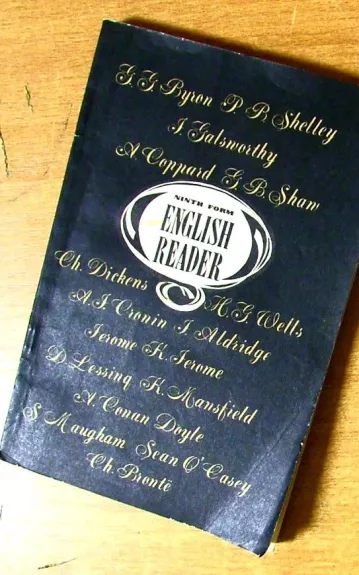 G. G. Byron P. B. Shelley
J. Galsworthy
A. Coppard G. B. Shaw
NINTH FORM
ENGLISH
READER
Ch. Dickens H. G. Wells
A. J. Cronin J. Aldridge
Jerome K. Jerome
D. Lessing K. Mansfield
A. Conan Doyle
S. Maugham Sean O'Casey
Ch. Brontë